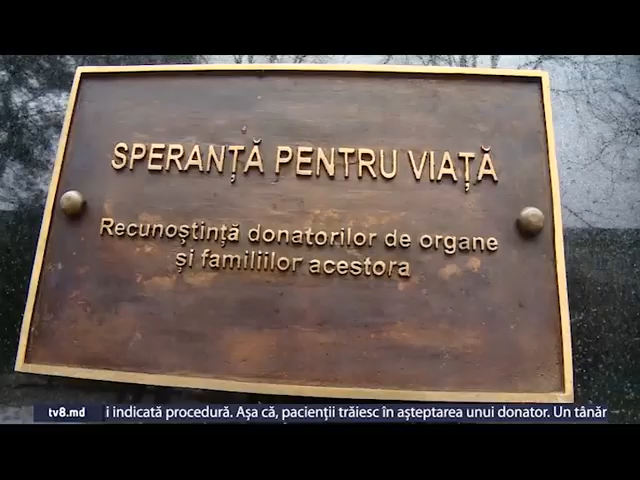 SPERANȚĂ PENTRU VIAȚĂ
Recunoștință donatorilor de organe
și familiilor acestora
tv8.md
i indicată procedură. Așa că, pacienții trăiesc în așteptarea unui donator. Un tânăr